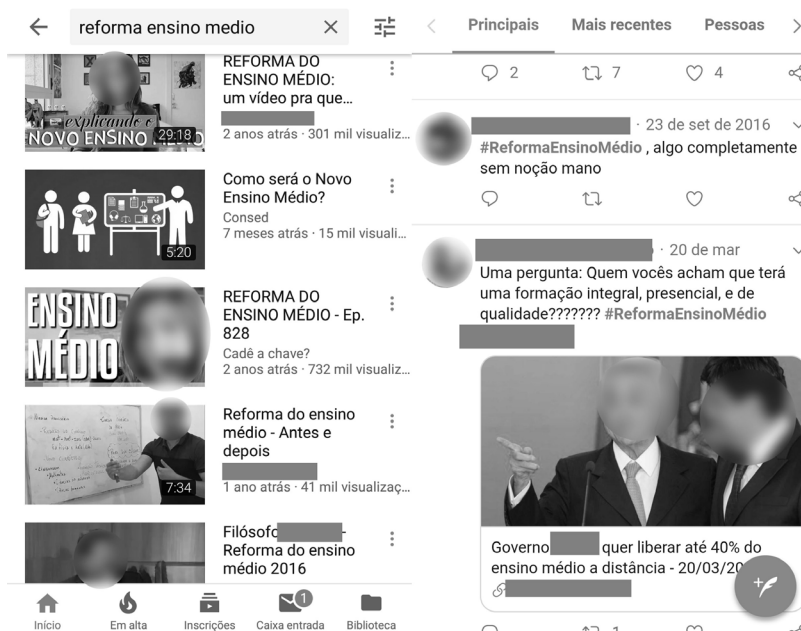 reforma ensino medio
REFORMA DO
ENSINO MÉDIO:
um vídeo pra que...
2 anos atrás · 301 mil visualiz...
explicando o
NOVO ENSINO MÉDIO
29:18
Como será o Novo
Ensino Médio?
Consed
7 meses atrás · 15 mil visuali...
5:20
ENSINO
MÉDIO
REFORMA DO
ENSINO MÉDIO - Ep.
828
Cadê a chave?
2 anos atrás · 732 mil visualiz...
Reforma do ensino
médio - Antes e
depois
1 ano atrás · 41 mil visualizaç...
7:34
Filósofo -
Reforma do ensino
médio 2016
Início
Em alta
Inscrições
1
Caixa entrada
Biblioteca
Principais Mais recentes Pessoas
2 7 4
· 23 de set de 2016
#ReformaEnsinoMédio , algo completamente
sem noção mano
· 20 de mar
Uma pergunta: Quem vocês acham que terá
uma formação integral, presencial, e de
qualidade??????? #ReformaEnsinoMédio
Governo quer liberar até 40% do
ensino médio a distância - 20/03/20
1